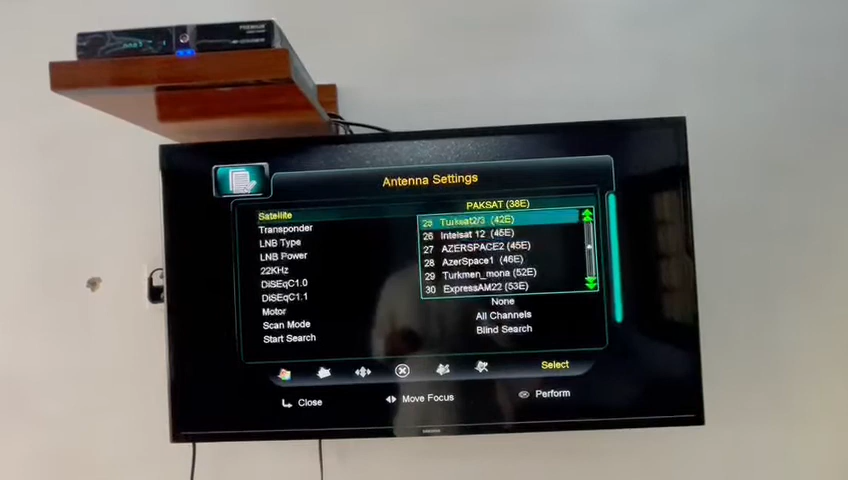 Antenna Settings
Satellite PAKSAT (38E)
Transponder
LNB Type
LNB Power
22KHz
DiSEqC1.0
DiSEqC1.1
Motor None
Scan Mode All Channels
Start Search Blind Search
25 Turksat2/3 (42E)
26 Intelsat 12 (45E)
27 AZERSPACE2 (45E)
28 AzerSpace1 (46E)
29 Turkmen_mona (52E)
30 ExpressAM22 (53E)
Select
Close Move Focus Perform